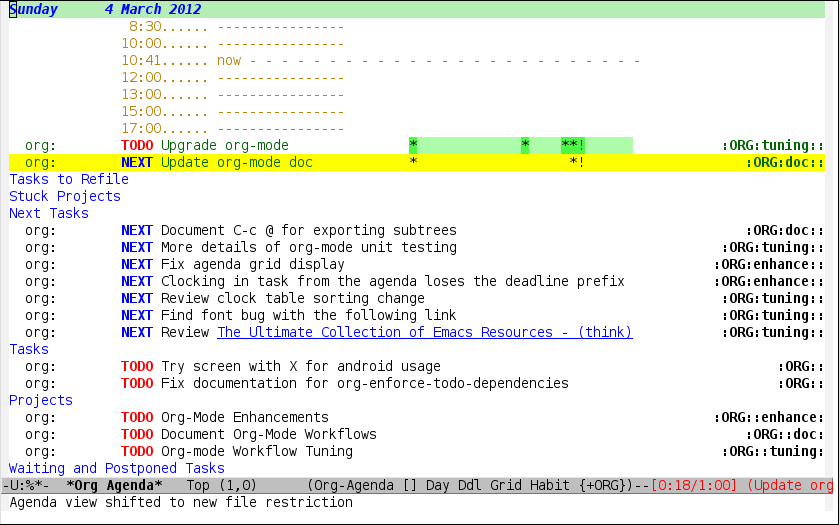 Sunday      4 March 2012
8:30...... ----------------
10:00...... ----------------
10:41...... now - - - - - - - - - - - - - - - - - - - - - - - - -
12:00...... ----------------
13:00...... ----------------
15:00...... ----------------
17:00...... ----------------
org:        TODO Upgrade org-mode               *             *    **!                 :ORG:tuning::
org:        NEXT Update org-mode doc            *                   *!                    :ORG:doc::
Tasks to Refile
Stuck Projects
Next Tasks
org:        NEXT Document C-c @ for exporting subtrees                                    :ORG:doc::
org:        NEXT More details of org-mode unit testing                                 :ORG:tuning::
org:        NEXT Fix agenda grid display                                              :ORG:enhance::
org:        NEXT Clocking in task from the agenda loses the deadline prefix           :ORG:enhance::
org:        NEXT Review clock table sorting change                                     :ORG:tuning::
org:        NEXT Find font bug with the following link                                 :ORG:tuning::
org:        NEXT Review The Ultimate Collection of Emacs Resources - (think)           :ORG:tuning::
Tasks
org:        TODO Try screen with X for android usage                                          :ORG::
org:        TODO Fix documentation for org-enforce-todo-dependencies                          :ORG::
Projects
org:        TODO Org-Mode Enhancements                                                :ORG::enhance:
org:        TODO Document Org-Mode Workflows                                              :ORG::doc:
org:        TODO Org-mode Workflow Tuning                                              :ORG::tuning:
Waiting and Postponed Tasks
-U:%*-  *Org Agenda*   Top (1,0)      (Org-Agenda [] Day Ddl Grid Habit {+ORG})--[0:18/1:00] (Update org
Agenda view shifted to new file restriction